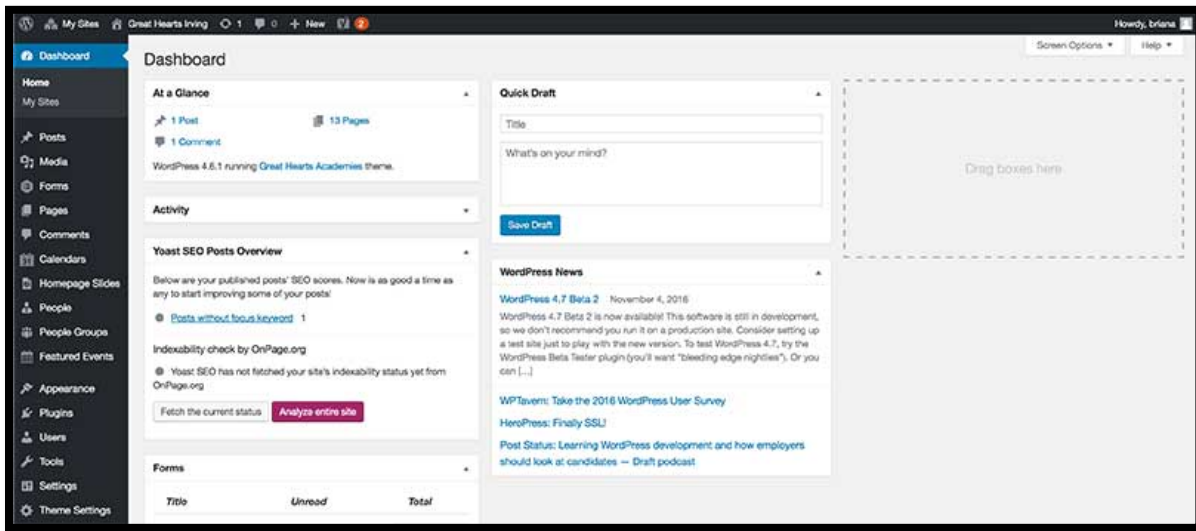 My Sites Great Hearts Irving 1 0 + New 2 Howdy, briana
Dashboard
Home
My Sites
Posts
Media
Forms
Pages
Comments
Calendars
Homepage Slides
People
People Groups
Featured Events
Appearance
Plugins
Users
Tools
Settings
Theme Settings
Screen Options Help
Dashboard
At a Glance
1 Post 13 Pages
1 Comment
WordPress 4.6.1 running Great Hearts Academies theme.
Activity
Yoast SEO Posts Overview
Below are your published posts' SEO scores. Now is as good a time as
any to start improving some of your posts!
Posts without focus keyword 1
Indexability check by OnPage.org
Yoast SEO has not fetched your site's indexability status yet from
OnPage.org
Fetch the current status Analyze entire site
Forms
Title Unread Total
Quick Draft
Title
What's on your mind?
Save Draft
WordPress News
WordPress 4.7 Beta 2 November 4, 2016
WordPress 4.7 Beta 2 is now available! This software is still in development,
so we don't recommend you run it on a production site. Consider setting up
a test site just to play with the new version. To test WordPress 4.7, try the
WordPress Beta Tester plugin (you'll want "bleeding edge nightlies"). Or you
can [...]
WPTavern: Take the 2016 WordPress User Survey
HeroPress: Finally SSL!
Post Status: Learning WordPress development and how employers
should look at candidates — Draft podcast
Drag boxes here